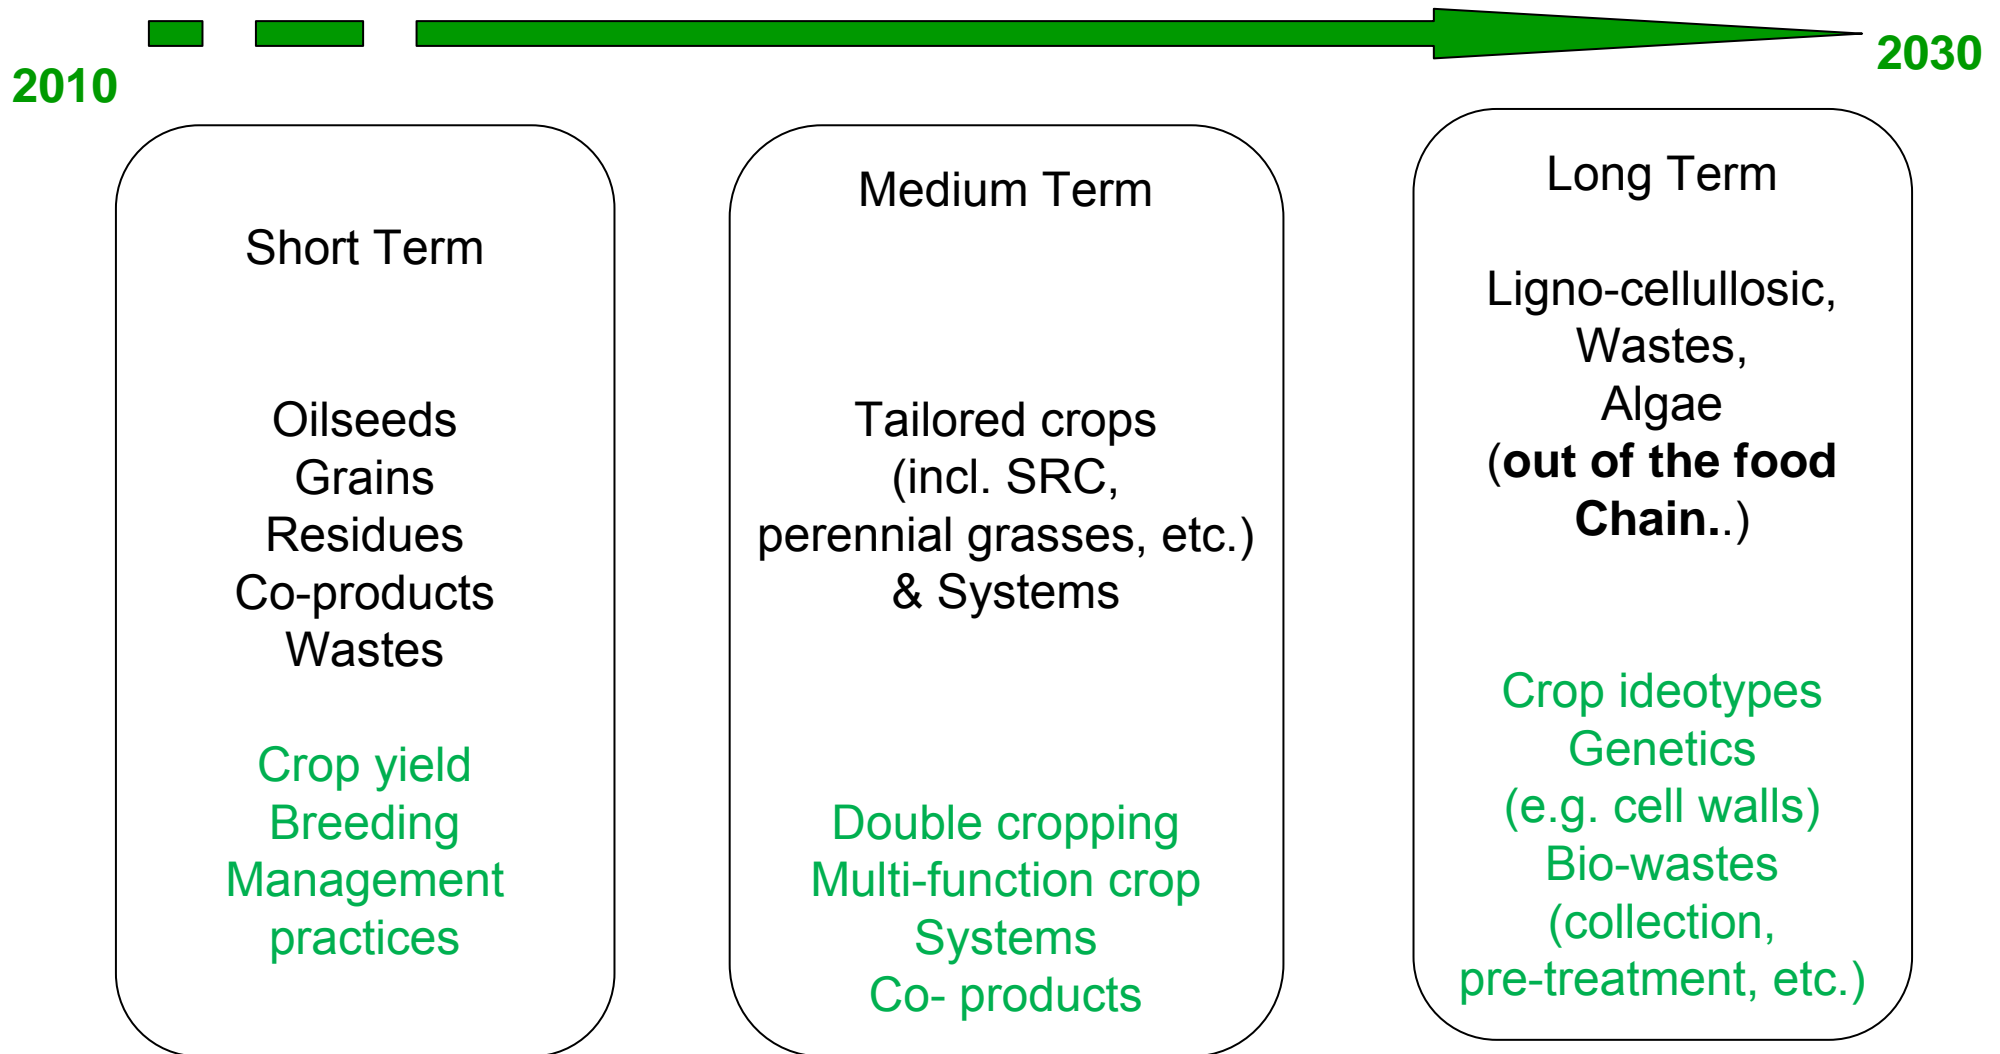 2010
2030
Short Term
Oilseeds
Grains
Residues
Co-products
Wastes
Crop yield
Breeding
Management
practices
Medium Term
Tailored crops
(incl. SRC,
perennial grasses, etc.)
& Systems
Double cropping
Multi-function crop
Systems
Co- products
Long Term
Ligno-cellullosic,
Wastes,
Algae
(out of the food
Chain..)
Crop ideotypes
Genetics
(e.g. cell walls)
Bio-wastes
(collection,
pre-treatment, etc.)